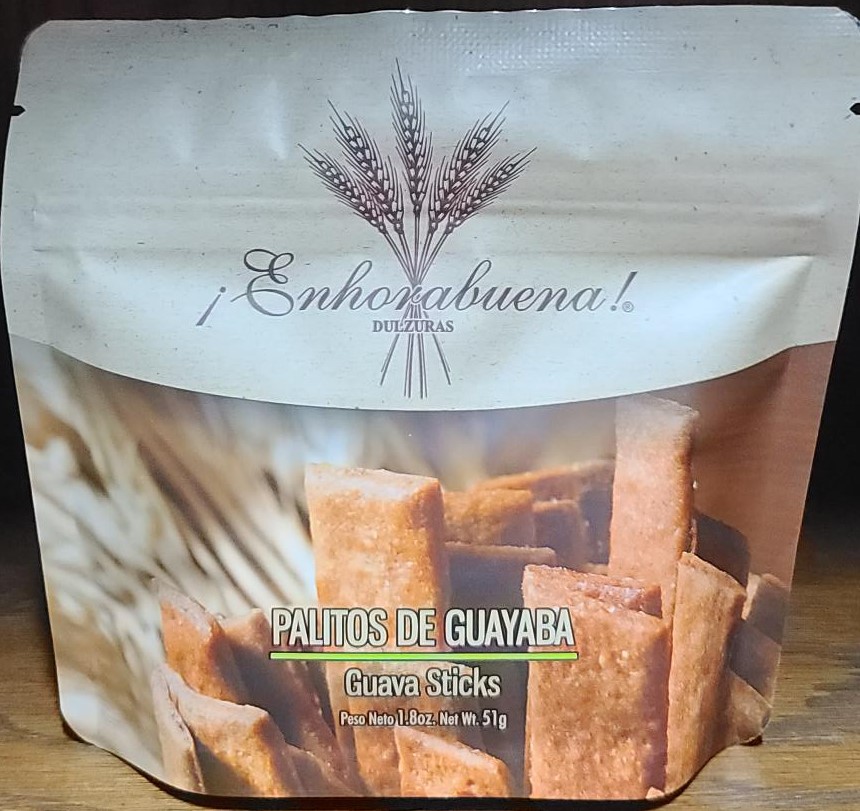 ¡Enhorabuena!®
DULZURAS
PALITOS DE GUAYABA
Guava Sticks
Peso Neto 1.8oz. Net Wt. 51g